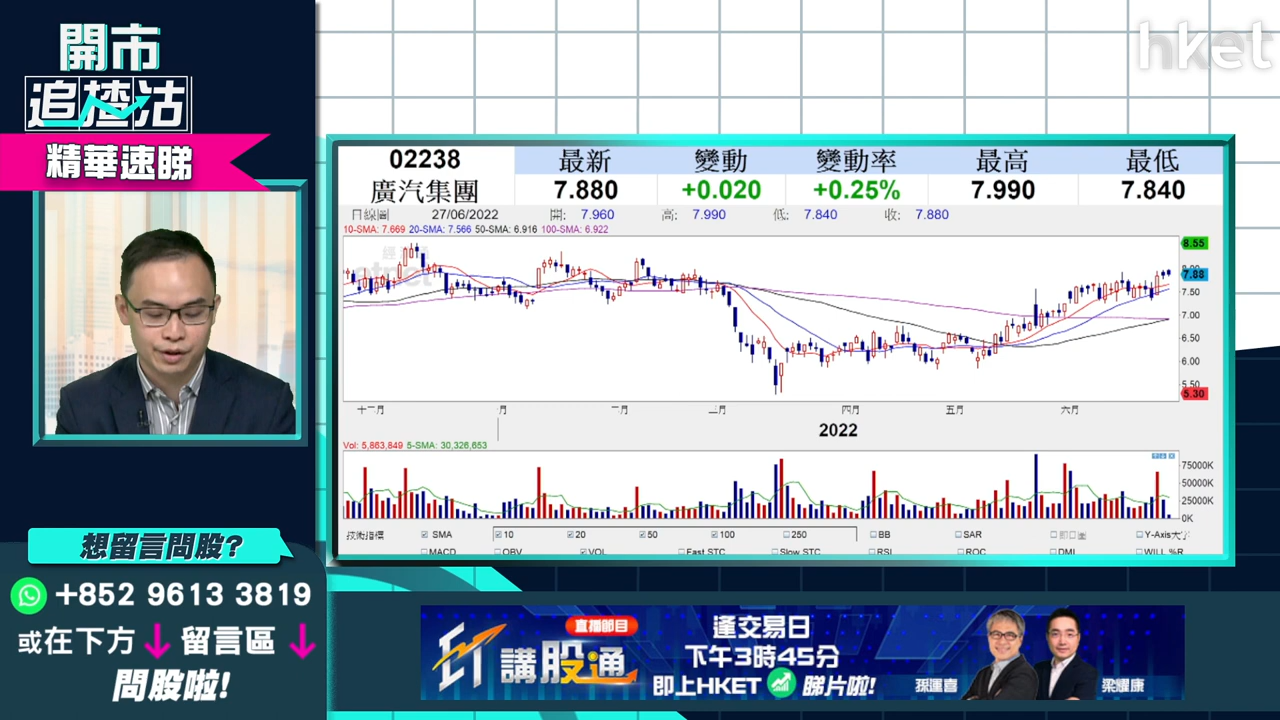 開市
追揸沽
精華速睇
hket
02238 最新 變動 變動率 最高 最低
廣汽集團 7.880 +0.020 +0.25% 7.990 7.840
日線圖 27/06/2022 開: 7.960 高: 7.990 低: 7.840 收: 7.880
10-SMA: 7.669 20-SMA: 7.566 50-SMA: 6.916 100-SMA: 6.922
8.55
7.88
7.50
7.00
6.50
6.00
5.50
5.30
十二月 一月 二月 三月 四月 五月 六月
2022
Vol: 5,863,849 5-SMA: 30,326,653
75000K
50000K
25000K
0K
技術指標 SMA 10 20 50 100 250 BB SAR Y-Axis
MACD OBV VOL Fast STC Slow STC RSI ROC DMI WILL %R
想留言問股?
+852 9613 3819
或在下方 留言區
問股啦!
直播節目
ET講股通
逢交易日
下午3時45分
即上HKET 睇片啦!
孫運喜
梁耀康